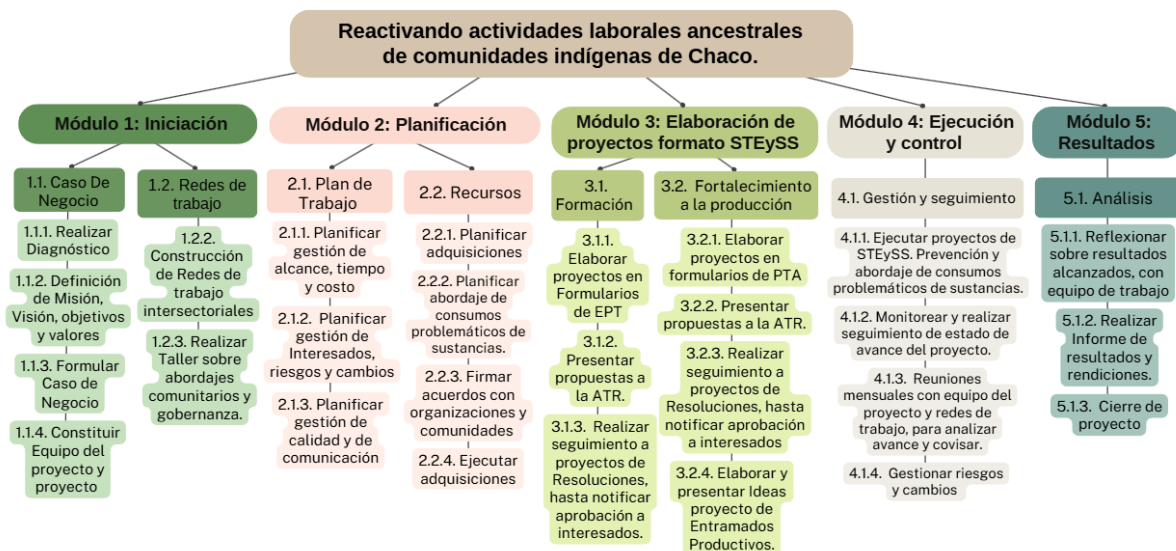 Reactivando actividades laborales ancestrales
de comunidades indígenas de Chaco.
Módulo 1: Iniciación
1.1. Caso De
Negocio
1.1.1. Realizar
Diagnóstico
1.1.2. Definición
de Misión,
Visión, objetivos
y valores
1.1.3. Formular
Caso de
Negocio
1.1.4. Constituir
Equipo del
proyecto y
proyecto
1.2. Redes de
trabajo
1.2.2.
Construcción
de Redes de
trabajo
intersectoriales
1.2.3. Realizar
Taller sobre
abordajes
comunitarios y
gobernanza.
Módulo 2: Planificación
2.1. Plan de
Trabajo
2.1.1. Planificar
gestión de
alcance, tiempo
y costo
2.1.2. Planificar
gestión de
Interesados,
riesgos y cambios
2.1.3. Planificar
gestión de
calidad y de
comunicación
2.2. Recursos
2.2.1. Planificar
adquisiciones
2.2.2. Planificar
abordaje de
consumos
problemáticos de
sustancias.
2.2.3. Firmar
acuerdos con
organizaciones y
comunidades
2.2.4. Ejecutar
adquisiciones
Módulo 3: Elaboración de
proyectos formato STEySS
3.1.
Formación
3.1.1.
Elaborar
proyectos en
Formularios
de EPT
3.1.2.
Presentar
propuestas a
la ATR.
3.1.3. Realizar
seguimiento a
proyectos de
Resoluciones,
hasta notificar
aprobación a
interesados.
3.2. Fortalecimiento
a la producción
3.2.1. Elaborar
proyectos en
formularios de PTA
3.2.2. Presentar
propuestas a la ATR.
3.2.3. Realizar
seguimiento a
proyectos de
Resoluciones, hasta
notificar aprobación
a interesados
3.2.4. Elaborar y
presentar Ideas
proyecto de
Entramados
Productivos.
Módulo 4: Ejecución
y control
4.1. Gestión y seguimiento
4.1.1. Ejecutar proyectos de
STEySS. Prevención y
abordaje de consumos
problemáticos de sustancias.
4.1.2. Monitorear y realizar
seguimiento de estado de
avance del proyecto.
4.1.3. Reuniones
mensuales con equipo del
proyecto y redes de
trabajo, para analizar
avance y covisar.
4.1.4. Gestionar riesgos
y cambios
Módulo 5:
Resultados
5.1. Análisis
5.1.1. Reflexionar
sobre resultados
alcanzados, con
equipo de trabajo
5.1.2. Realizar
Informe de
resultados y
rendiciones.
5.1.3. Cierre de
proyecto